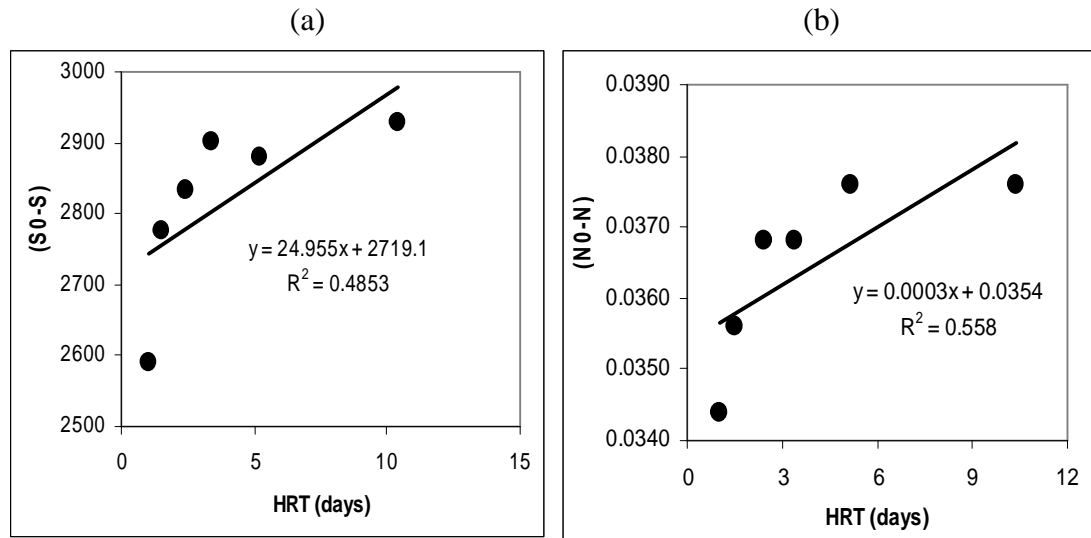 (a)
3000
2900
2800
2700
2600
2500
(S0-S)
y = 24.955x + 2719.1
R² = 0.4853
0 5 10 15
HRT (days)
(b)
0.0390
0.0380
0.0370
0.0360
0.0350
0.0340
(N0-N)
y = 0.0003x + 0.0354
R² = 0.558
0 3 6 9 12
HRT (days)